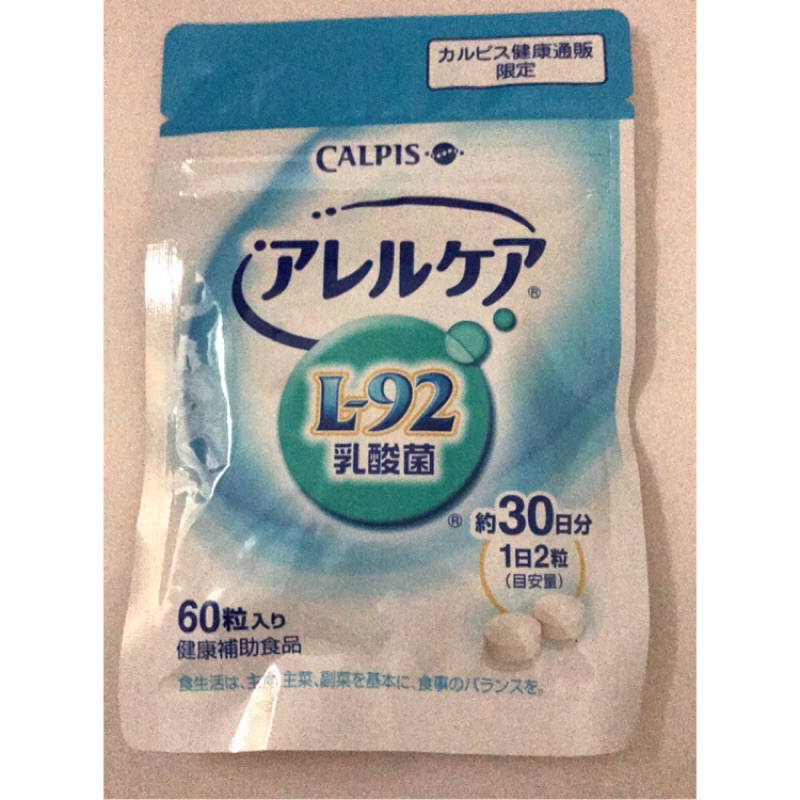 カルピス健康通販
限定
CALPIS
アレルケア®
L-92
乳酸菌
®
約30日分
1日2粒
(目安量)
60粒入り
健康補助食品
食生活は、主 主菜、副菜を基本に、食事のバランスを。